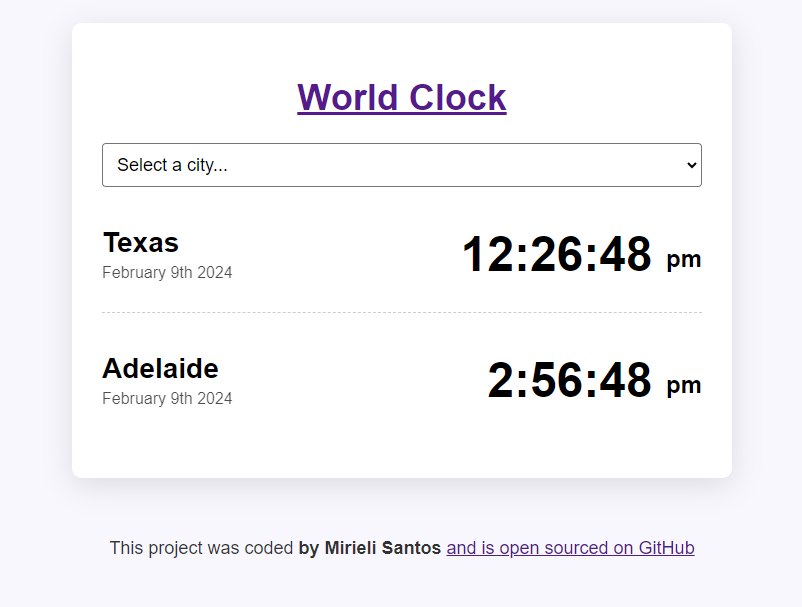 World Clock
Select a city...
Texas
12:26:48 pm
February 9th 2024
Adelaide
2:56:48 pm
February 9th 2024
This project was coded by Mirieli Santos and is open sourced on GitHub